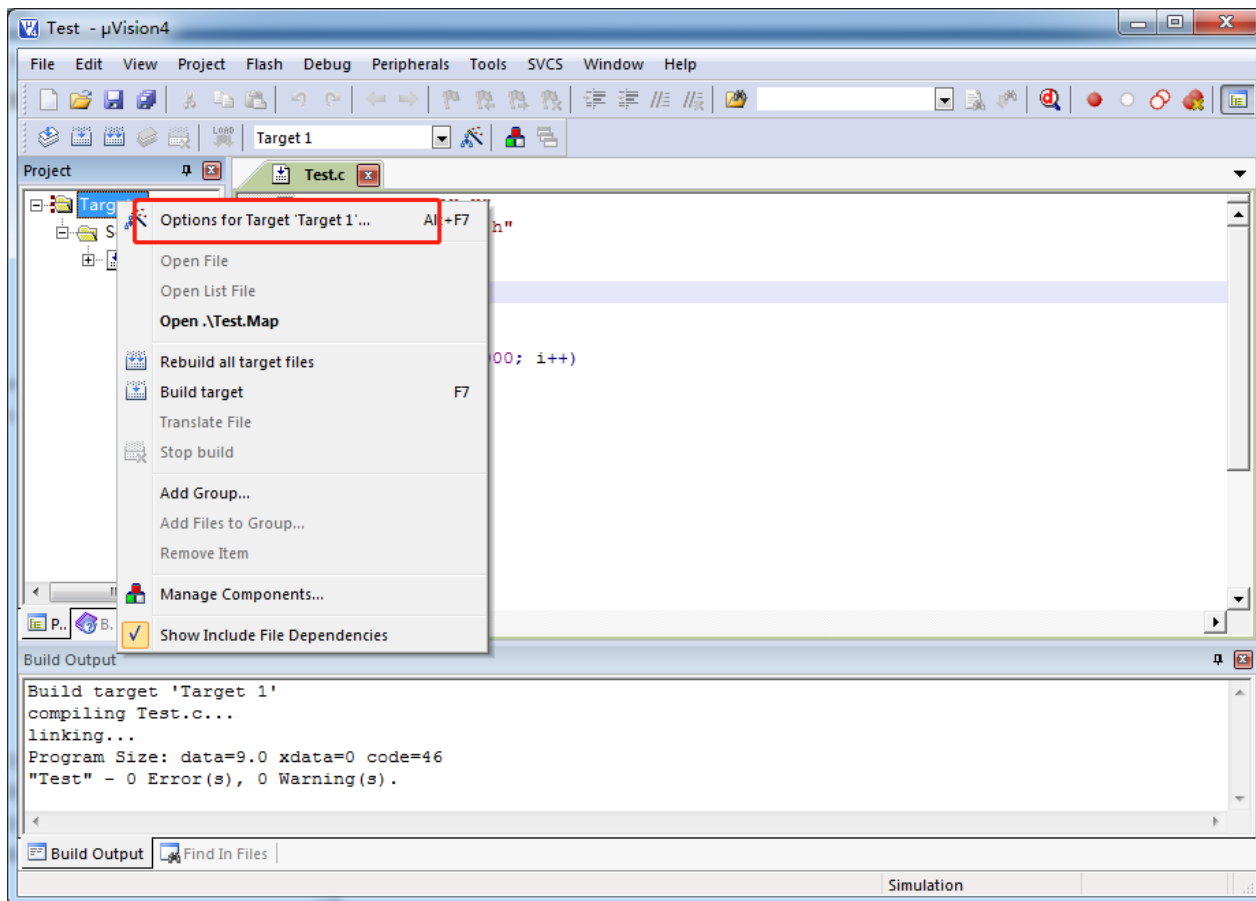 Test - µVision4
File Edit View Project Flash Debug Peripherals Tools SVCS Window Help
LOAD Target 1
Project
Test.c
Targ
S
h"
Options for Target 'Target 1'... Alt+F7
Open File
Open List File
Open .\Test.Map
Rebuild all target files
00; i++)
Build target F7
Translate File
Stop build
Add Group...
Add Files to Group...
Remove Item
Manage Components...
P.. B.
Show Include File Dependencies
Build Output
Build target 'Target 1'
compiling Test.c...
linking...
Program Size: data=9.0 xdata=0 code=46
"Test" - 0 Error(s), 0 Warning(s).
Build Output Find In Files
Simulation